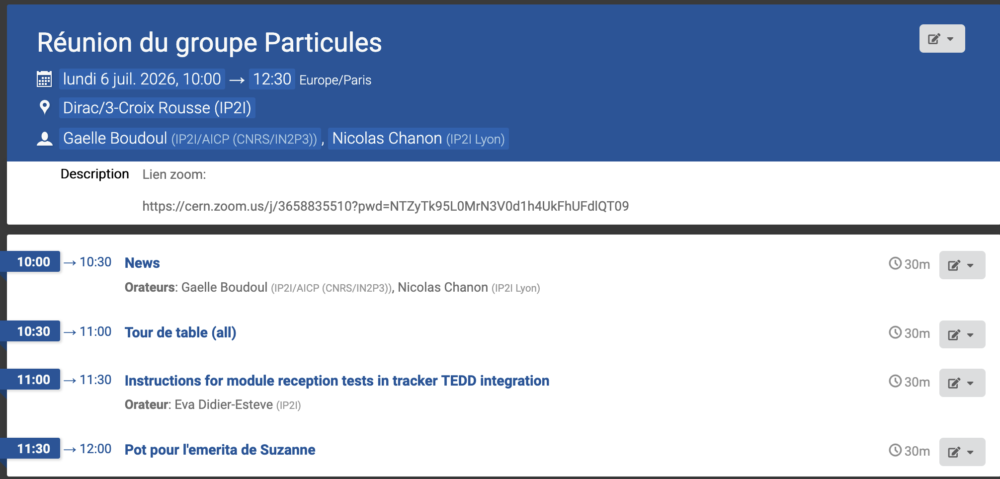 Réunion du groupe Particules
lundi 6 juil. 2026, 10:00 → 12:30 Europe/Paris
Dirac/3-Croix Rousse (IP2I)
Gaelle Boudoul (IP2I/AICP (CNRS/IN2P3)), Nicolas Chanon (IP2I Lyon)
Description Lien zoom:
https://cern.zoom.us/j/3658835510?pwd=NTZyTk95L0MrN3V0d1h4UkFhUFdlQT09
10:00 → 10:30 News 30m
Orateurs: Gaelle Boudoul (IP2I/AICP (CNRS/IN2P3)), Nicolas Chanon (IP2I Lyon)
10:30 → 11:00 Tour de table (all) 30m
11:00 → 11:30 Instructions for module reception tests in tracker TEDD integration 30m
Orateur: Eva Didier-Esteve (IP2I)
11:30 → 12:00 Pot pour l'emerita de Suzanne 30m